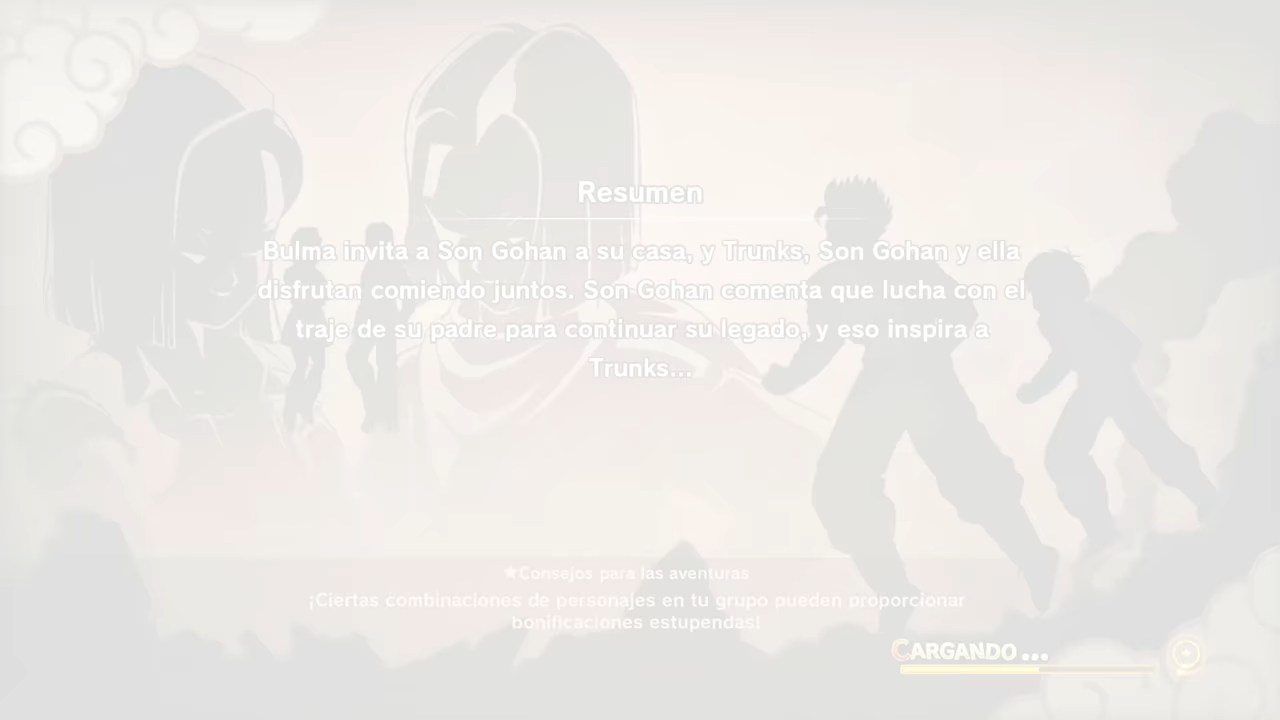 Resumen
Bulma invita a Son Gohan a su casa, y Trunks, Son Gohan y ella
disfrutan comiendo juntos. Son Gohan comenta que lucha con el
traje de su padre para continuar su legado, y eso inspira a
Trunks...
★Consejos para las aventuras
¡Ciertas combinaciones de personajes en tu grupo pueden proporcionar
bonificaciones estupendas!
CARGANDO...